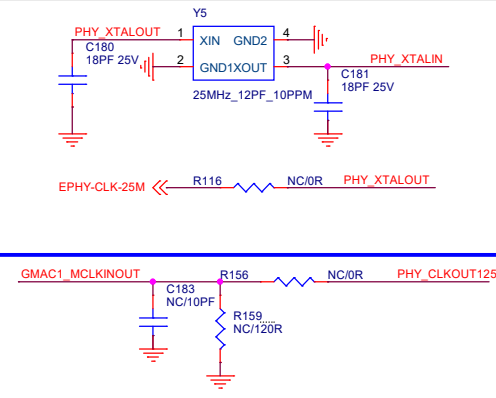 Y5
PHY_XTALOUT
1
XIN
GND2
4
C180
18PF 25V
2
GND1XOUT
3
PHY_XTALIN
C181
18PF 25V
25MHz_12PF_10PPM
EPHY-CLK-25M
R116
NC/0R
PHY_XTALOUT
GMAC1_MCLKINOUT
R156
NC/0R
PHY_CLKOUT125
C183
NC/10PF
R159
NC/120R